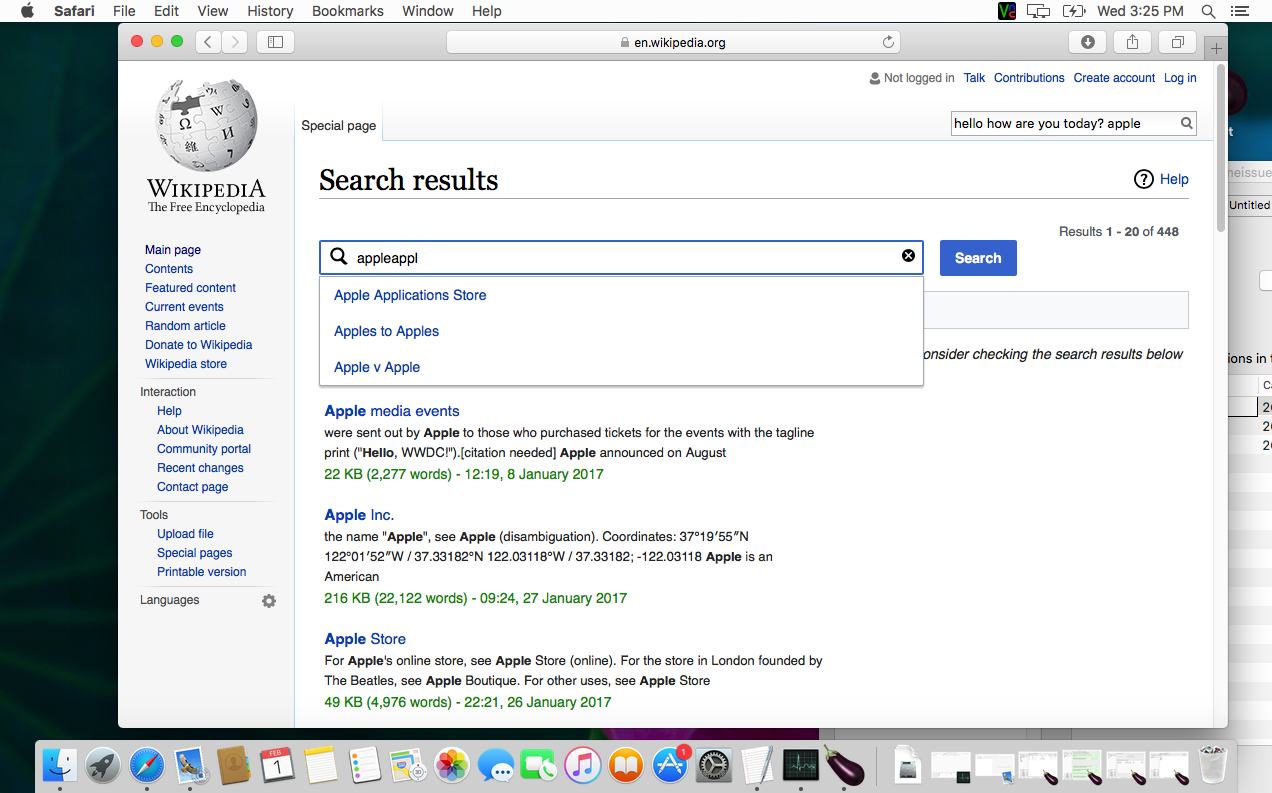 Safari File Edit View History Bookmarks Window Help
Wed 3:25 PM
en.wikipedia.org
Not logged in Talk Contributions Create account Log in
Special page
hello how are you today? apple
WIKIPEDIA
The Free Encyclopedia
Search results
Help
Results 1 - 20 of 448
appleappl
Search
Apple Applications Store
Apples to Apples
Apple v Apple
onsider checking the search results below
Main page
Contents
Featured content
Current events
Random article
Donate to Wikipedia
Wikipedia store
Interaction
Help
About Wikipedia
Community portal
Recent changes
Contact page
Tools
Upload file
Special pages
Printable version
Languages
Apple media events
were sent out by Apple to those who purchased tickets for the events with the tagline
print ("Hello, WWDC!").[citation needed] Apple announced on August
22 KB (2,277 words) - 12:19, 8 January 2017
Apple Inc.
the name "Apple", see Apple (disambiguation). Coordinates: 37°19′55″N
122°01′52″W / 37.33182°N 122.03118°W / 37.33182; -122.03118 Apple is an
American
216 KB (22,122 words) - 09:24, 27 January 2017
Apple Store
For Apple's online store, see Apple Store (online). For the store in London founded by
The Beatles, see Apple Boutique. For other uses, see Apple Store
49 KB (4,976 words) - 22:21, 26 January 2017
t
neissue
Untitled
ions in t
FEB
1
1